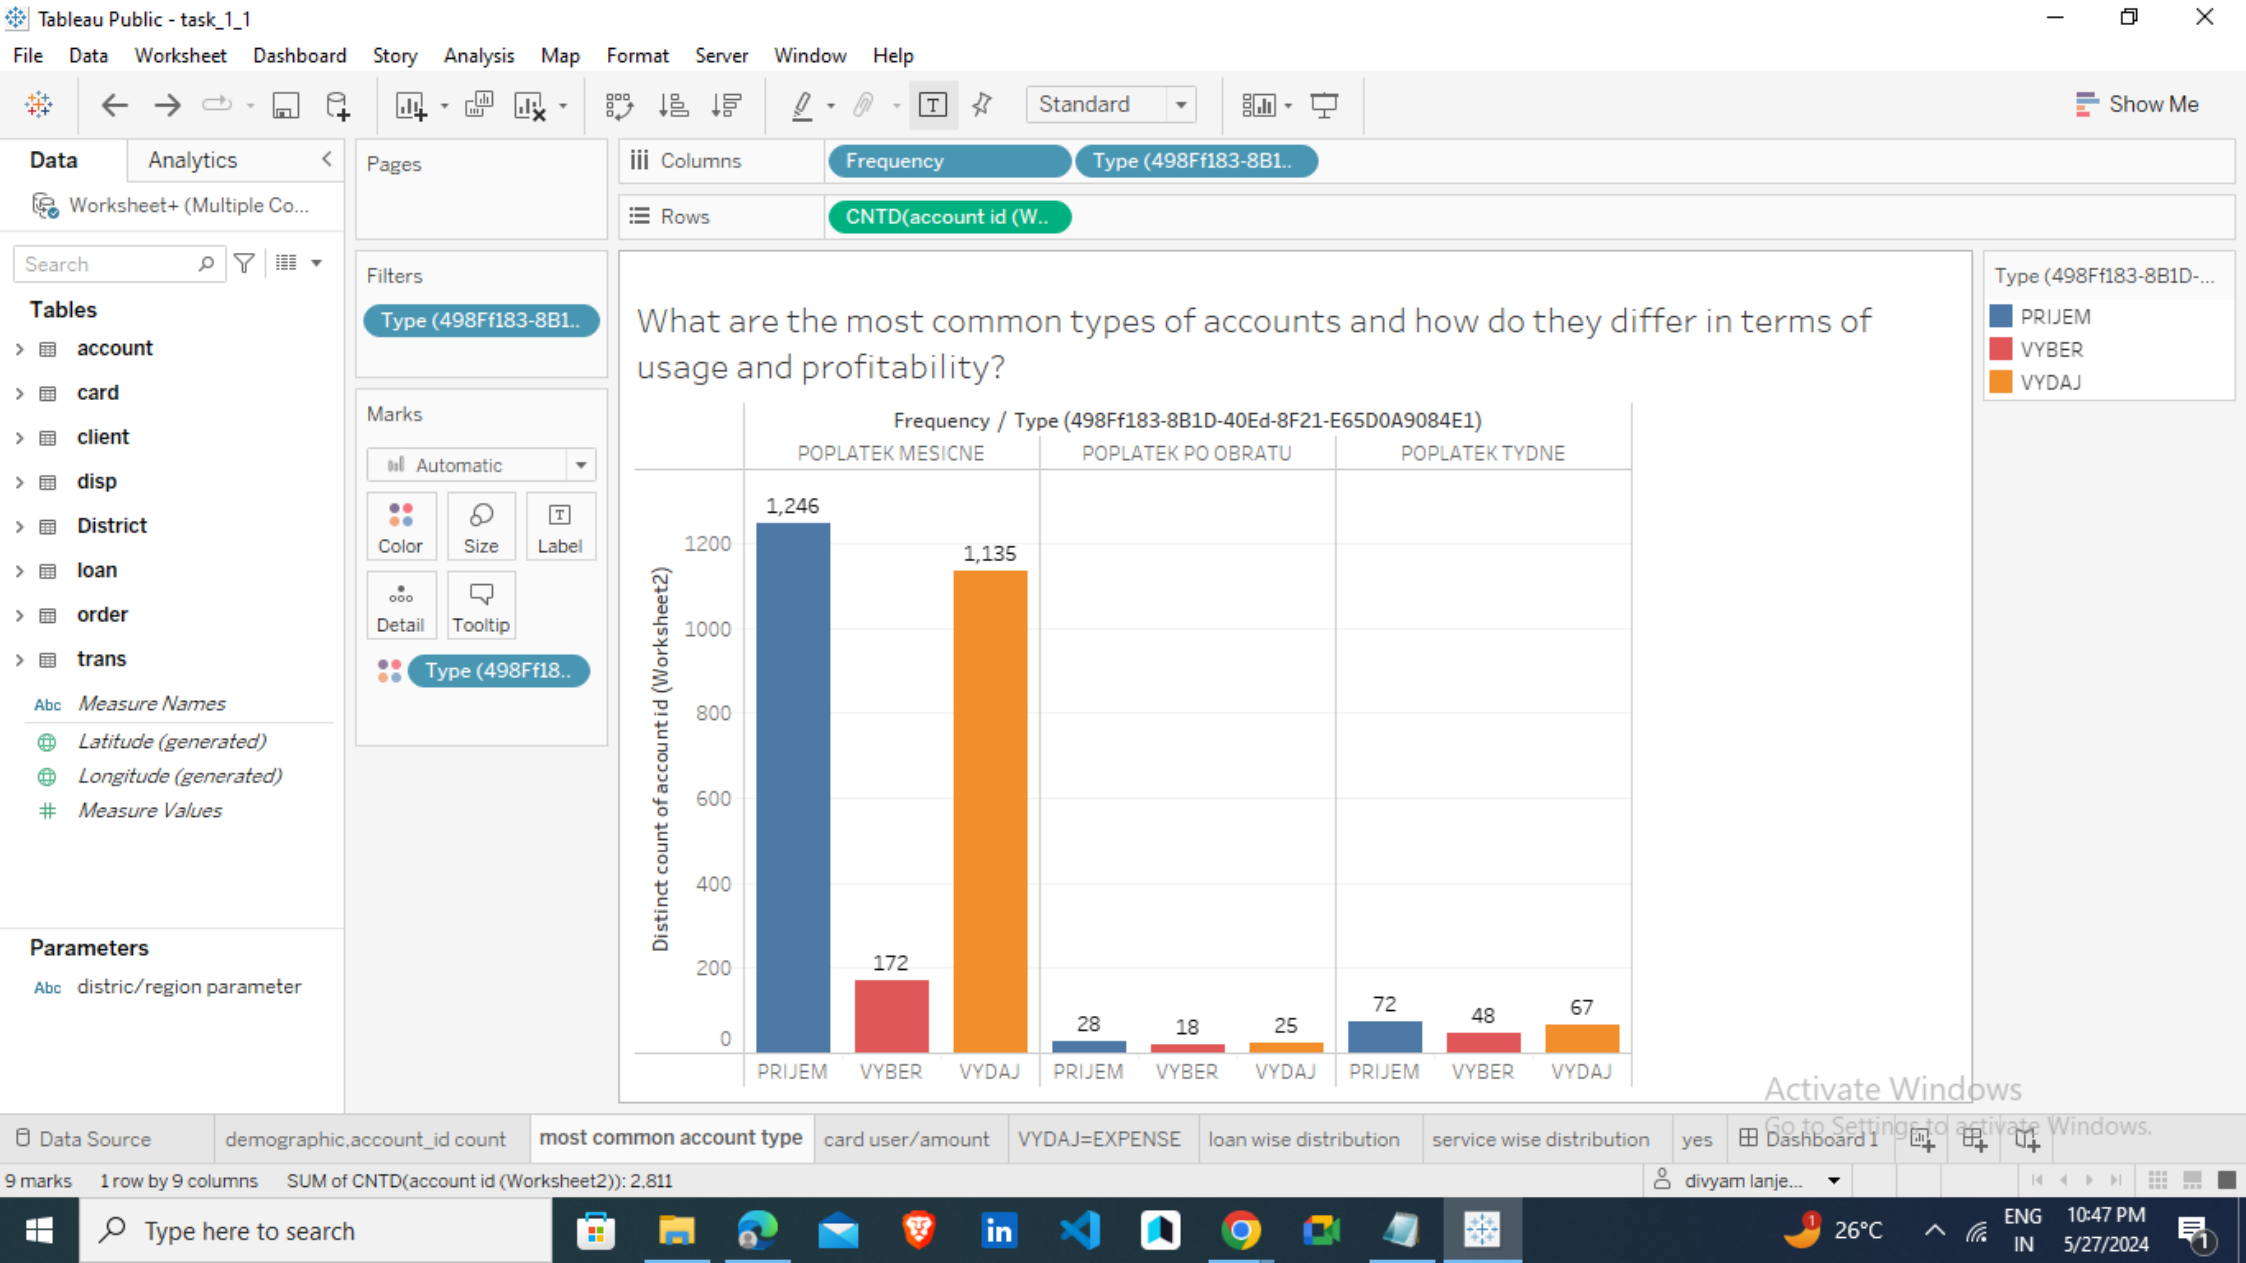 Tableau Public - task_1_1
File Data Worksheet Dashboard Story Analysis Map Format Server Window Help
Standard
Show Me
Data Analytics
Worksheet+ (Multiple Co...
Search
Tables
account
card
client
disp
District
loan
order
trans
Abc Measure Names
Latitude (generated)
Longitude (generated)
# Measure Values
Parameters
Abc distric/region parameter
Pages
Filters
Type (498Ff183-8B1..
Marks
Automatic
Color Size Label
Detail Tooltip
Type (498Ff18..
Columns Frequency Type (498Ff183-8B1..
Rows CNTD(account id (W..
What are the most common types of accounts and how do they differ in terms of
usage and profitability?
Frequency / Type (498Ff183-8B1D-40Ed-8F21-E65D0A9084E1)
POPLATEK MESICNE POPLATEK PO OBRATU POPLATEK TYDNE
Distinct count of account id (Worksheet2)
1200
1000
800
600
400
200
0
1,246
172
1,135
28
18
25
72
48
67
PRIJEM VYBER VYDAJ PRIJEM VYBER VYDAJ PRIJEM VYBER VYDAJ
Type (498Ff183-8B1D-...
PRIJEM
VYBER
VYDAJ
Activate Windows
Go to Settings to activate Windows.
Data Source demographic,account_id count most common account type card user/amount VYDAJ=EXPENSE loan wise distribution service wise distribution yes Dashboard 1
9 marks 1 row by 9 columns SUM of CNTD(account id (Worksheet2)): 2,811
divyam lanje...
Type here to search
in
1
26°C
ENG
IN
10:47 PM
5/27/2024
1